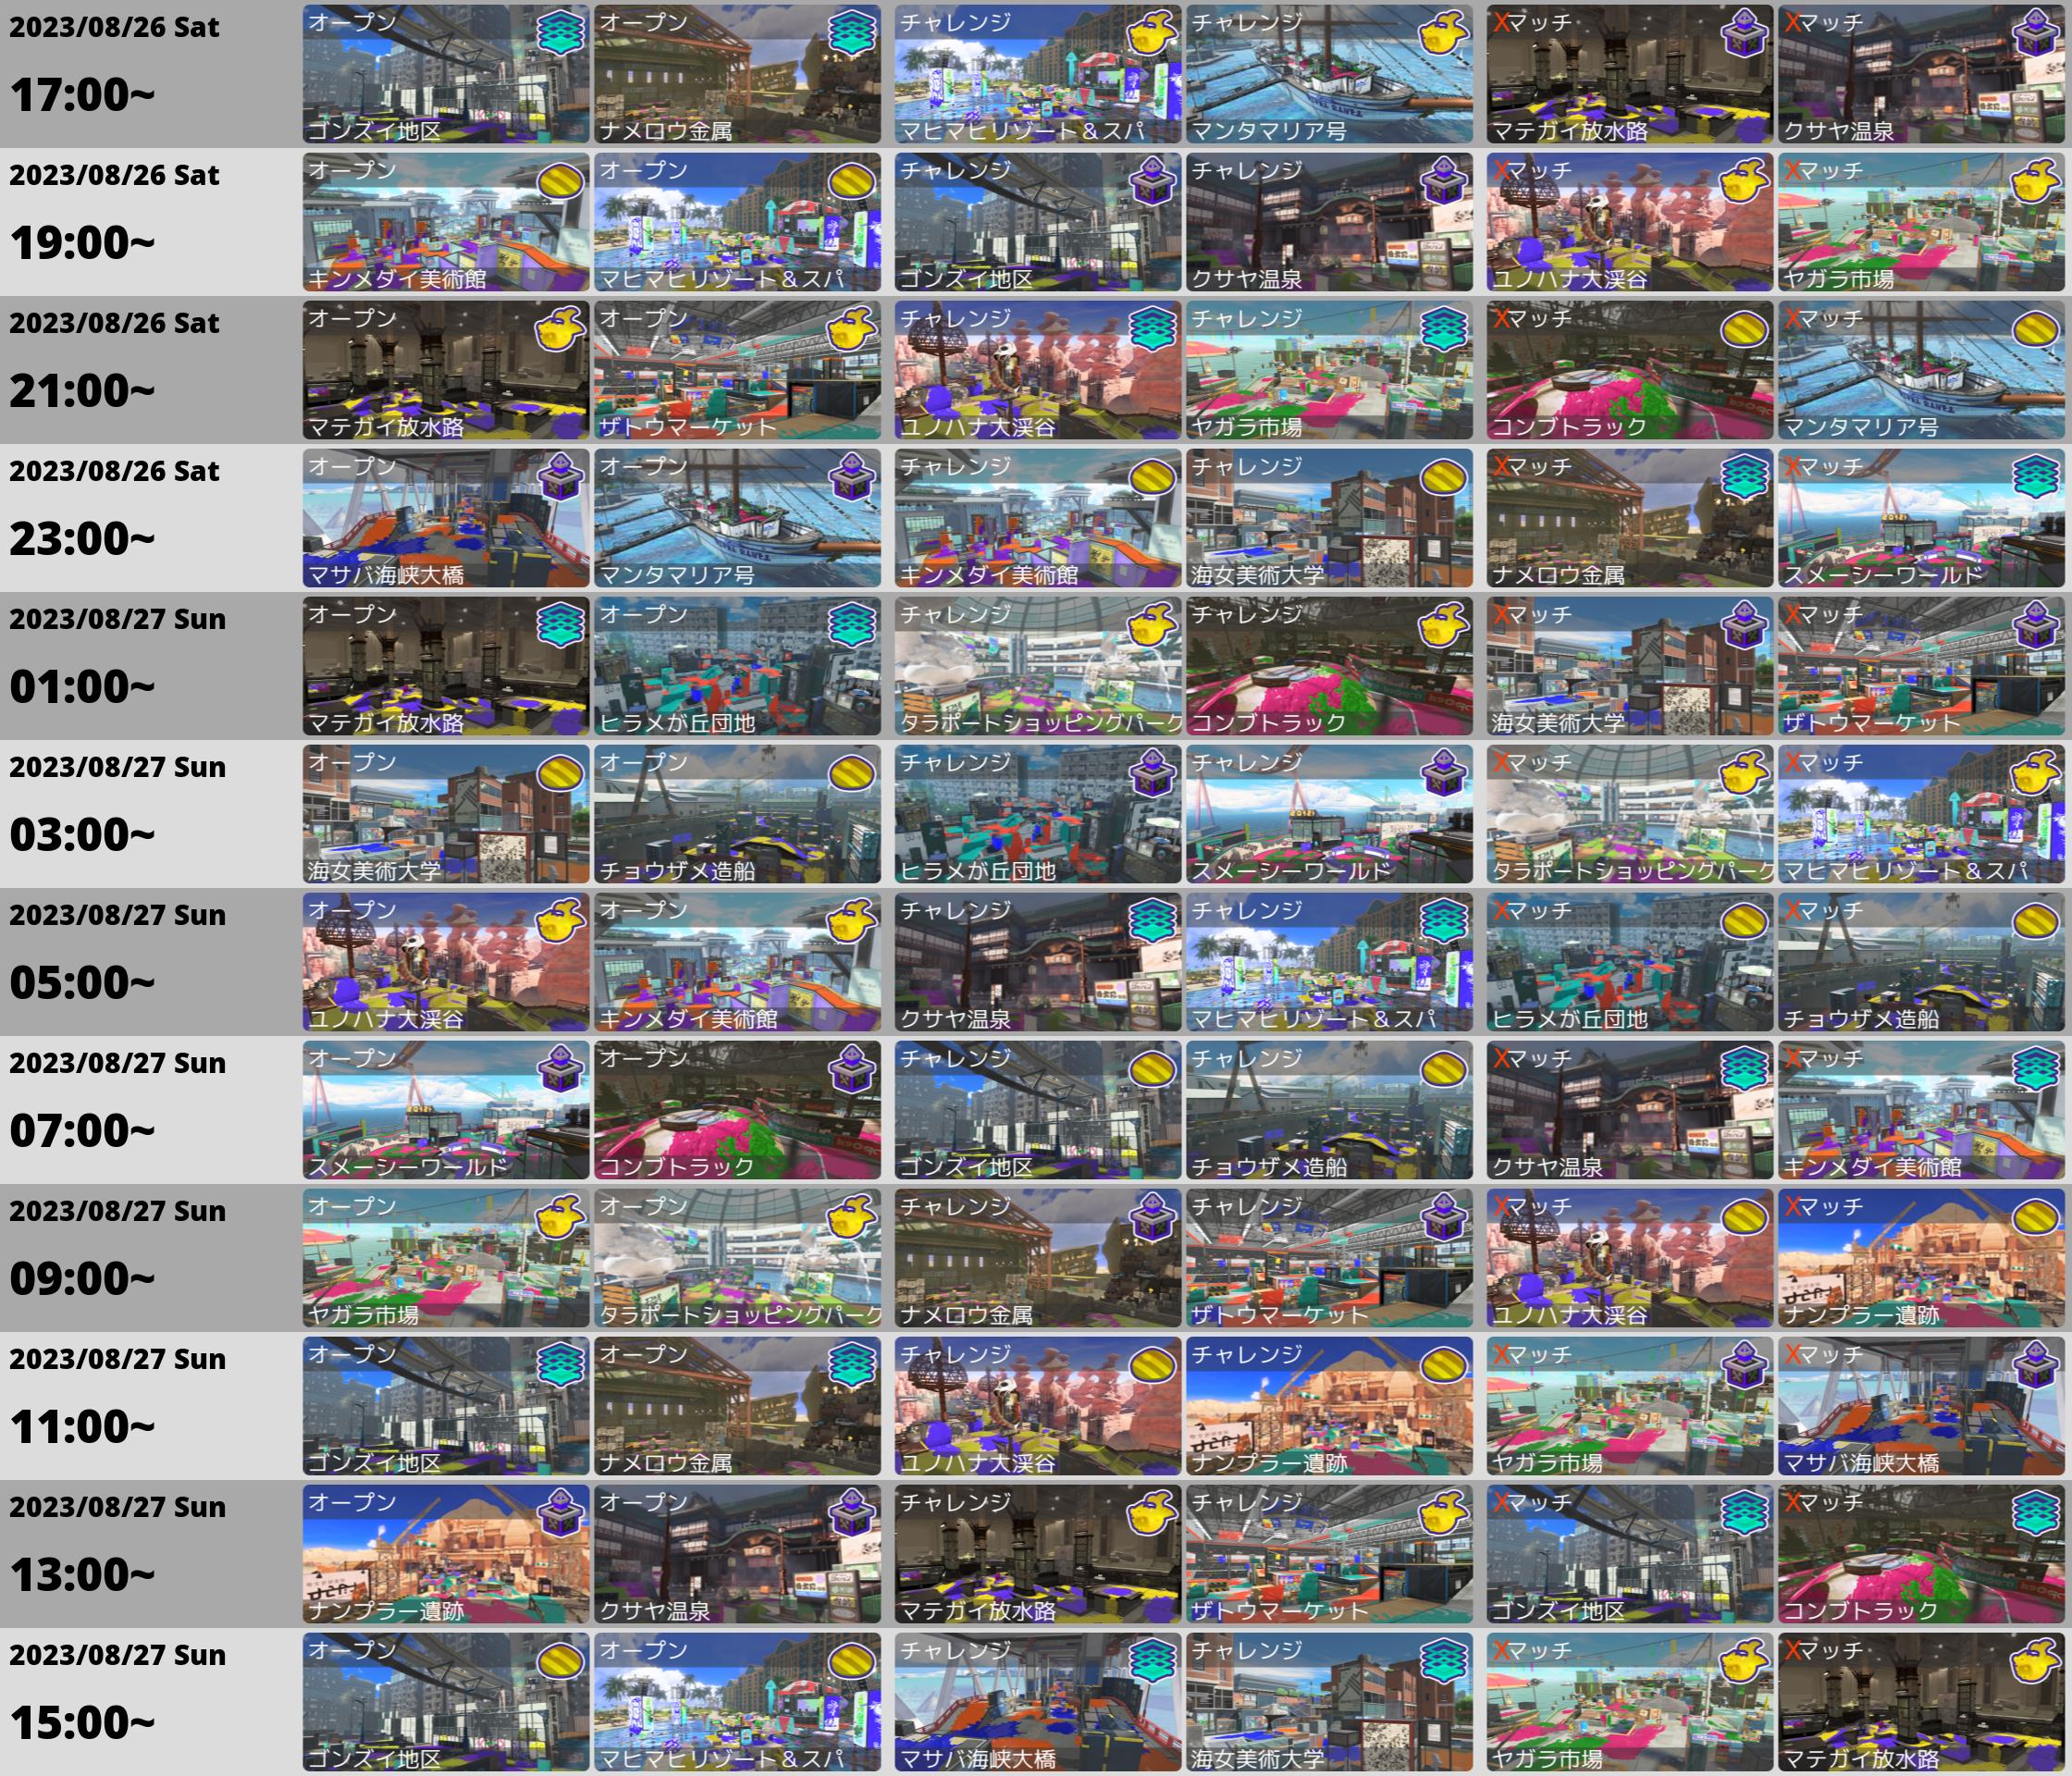 2023/08/26 Sat
17:00~
オープン オープン チャレンジ チャレンジ Xマッチ Xマッチ
ゴンズイ地区 ナメロウ金属 マヒマヒリゾート＆スパ マンタマリア号 マテガイ放水路 クサヤ温泉
2023/08/26 Sat
19:00~
オープン オープン チャレンジ チャレンジ Xマッチ Xマッチ
キンメダイ美術館 マヒマヒリゾート＆スパ ゴンズイ地区 クサヤ温泉 ユノハナ大渓谷 ヤガラ市場
2023/08/26 Sat
21:00~
オープン オープン チャレンジ チャレンジ Xマッチ Xマッチ
マテガイ放水路 ザトウマーケット ユノハナ大渓谷 ヤガラ市場 コンブトラック マンタマリア号
2023/08/26 Sat
23:00~
オープン オープン チャレンジ チャレンジ Xマッチ Xマッチ
マサバ海峡大橋 マンタマリア号 キンメダイ美術館 海女美術大学 ナメロウ金属 スメーシーワールド
2023/08/27 Sun
01:00~
オープン オープン チャレンジ チャレンジ Xマッチ Xマッチ
マテガイ放水路 ヒラメが丘団地 タラポートショッピングパーク コンブトラック 海女美術大学 ザトウマーケット
2023/08/27 Sun
03:00~
オープン オープン チャレンジ チャレンジ Xマッチ Xマッチ
海女美術大学 チョウザメ造船 ヒラメが丘団地 スメーシーワールド タラポートショッピングパーク マヒマヒリゾート＆スパ
2023/08/27 Sun
05:00~
オープン オープン チャレンジ チャレンジ Xマッチ Xマッチ
ユノハナ大渓谷 キンメダイ美術館 クサヤ温泉 マヒマヒリゾート＆スパ ヒラメが丘団地 チョウザメ造船
2023/08/27 Sun
07:00~
オープン オープン チャレンジ チャレンジ Xマッチ Xマッチ
スメーシーワールド コンブトラック ゴンズイ地区 チョウザメ造船 クサヤ温泉 キンメダイ美術館
2023/08/27 Sun
09:00~
オープン オープン チャレンジ チャレンジ Xマッチ Xマッチ
ヤガラ市場 タラポートショッピングパーク ナメロウ金属 ザトウマーケット ユノハナ大渓谷 ナンプラー遺跡
2023/08/27 Sun
11:00~
オープン オープン チャレンジ チャレンジ Xマッチ Xマッチ
ゴンズイ地区 ナメロウ金属 ユノハナ大渓谷 ナンプラー遺跡 ヤガラ市場 マサバ海峡大橋
2023/08/27 Sun
13:00~
オープン オープン チャレンジ チャレンジ Xマッチ Xマッチ
ナンプラー遺跡 クサヤ温泉 マテガイ放水路 ザトウマーケット ゴンズイ地区 コンブトラック
2023/08/27 Sun
15:00~
オープン オープン チャレンジ チャレンジ Xマッチ Xマッチ
ゴンズイ地区 マヒマヒリゾート＆スパ マサバ海峡大橋 海女美術大学 ヤガラ市場 マテガイ放水路